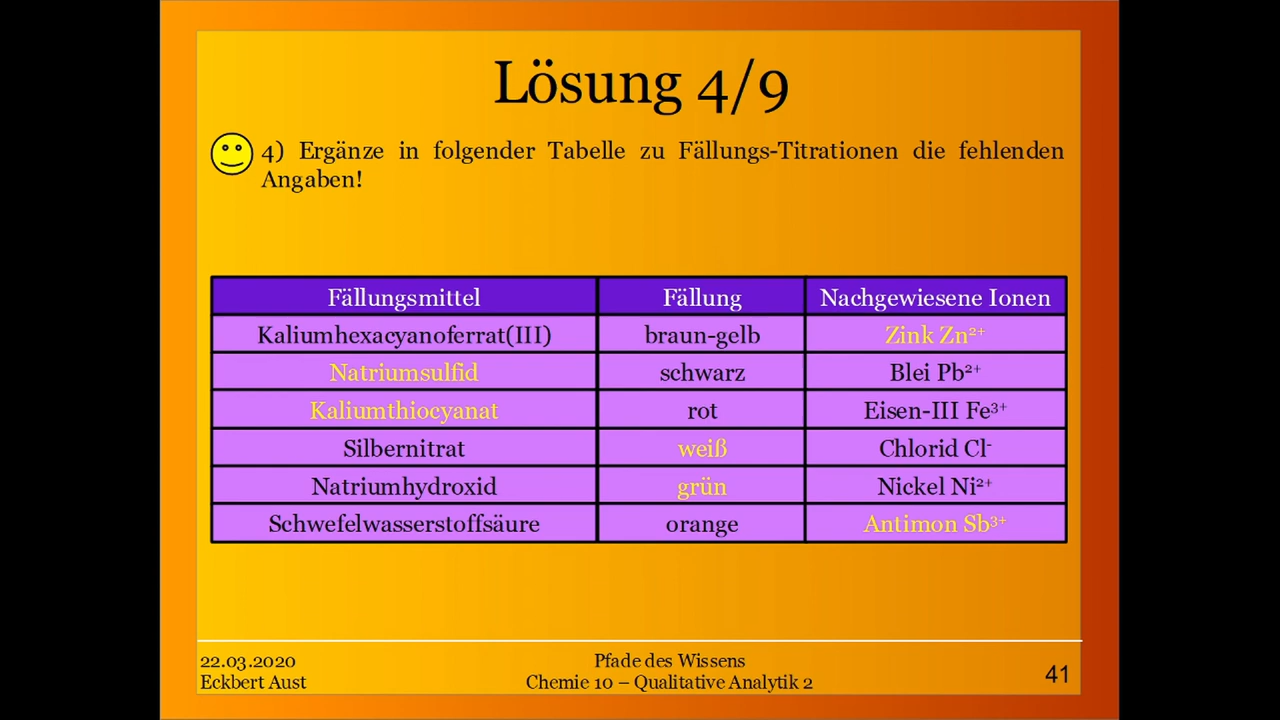 Lösung 4/9
4) Ergänze in folgender Tabelle zu Fällungs-Titrationen die fehlenden
Angaben!
Fällungsmittel Fällung Nachgewiesene Ionen
Kaliumhexacyanoferrat(III) braun-gelb Zink Zn²⁺
Natriumsulfid schwarz Blei Pb²⁺
Kaliumthiocyanat rot Eisen-III Fe³⁺
Silbernitrat weiß Chlorid Cl⁻
Natriumhydroxid grün Nickel Ni²⁺
Schwefelwasserstoffsäure orange Antimon Sb³⁺
22.03.2020 Pfade des Wissens
Eckbert Aust Chemie 10 – Qualitative Analytik 2 41